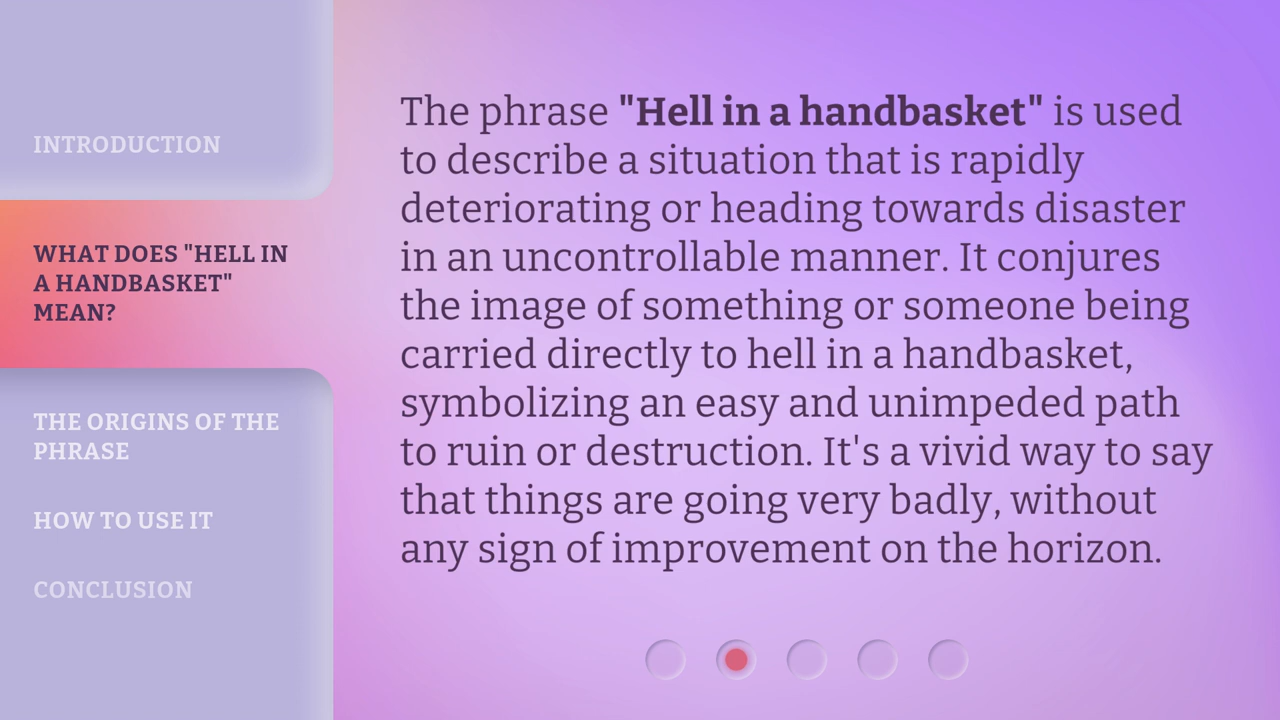 INTRODUCTION
WHAT DOES "HELL IN
A HANDBASKET"
MEAN?
THE ORIGINS OF THE
PHRASE
HOW TO USE IT
CONCLUSION
The phrase "Hell in a handbasket" is used
to describe a situation that is rapidly
deteriorating or heading towards disaster
in an uncontrollable manner. It conjures
the image of something or someone being
carried directly to hell in a handbasket,
symbolizing an easy and unimpeded path
to ruin or destruction. It's a vivid way to say
that things are going very badly, without
any sign of improvement on the horizon.